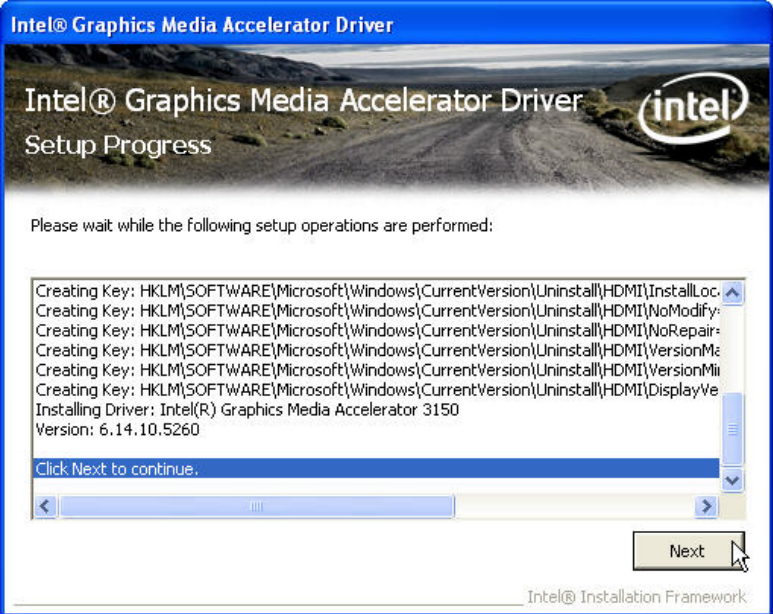 Intel® Graphics Media Accelerator Driver
Intel® Graphics Media Accelerator Driver
intel
Setup Progress
Please wait while the following setup operations are performed:
Creating Key: HKLM\SOFTWARE\Microsoft\Windows\CurrentVersion\Uninstall\HDMI\InstallLoc
Creating Key: HKLM\SOFTWARE\Microsoft\Windows\CurrentVersion\Uninstall\HDMI\NoModify=
Creating Key: HKLM\SOFTWARE\Microsoft\Windows\CurrentVersion\Uninstall\HDMI\NoRepair=
Creating Key: HKLM\SOFTWARE\Microsoft\Windows\CurrentVersion\Uninstall\HDMI\VersionMa
Creating Key: HKLM\SOFTWARE\Microsoft\Windows\CurrentVersion\Uninstall\HDMI\VersionMi
Creating Key: HKLM\SOFTWARE\Microsoft\Windows\CurrentVersion\Uninstall\HDMI\DisplayVe
Installing Driver: Intel(R) Graphics Media Accelerator 3150
Version: 6.14.10.5260
Click Next to continue.
Next
Intel® Installation Framework